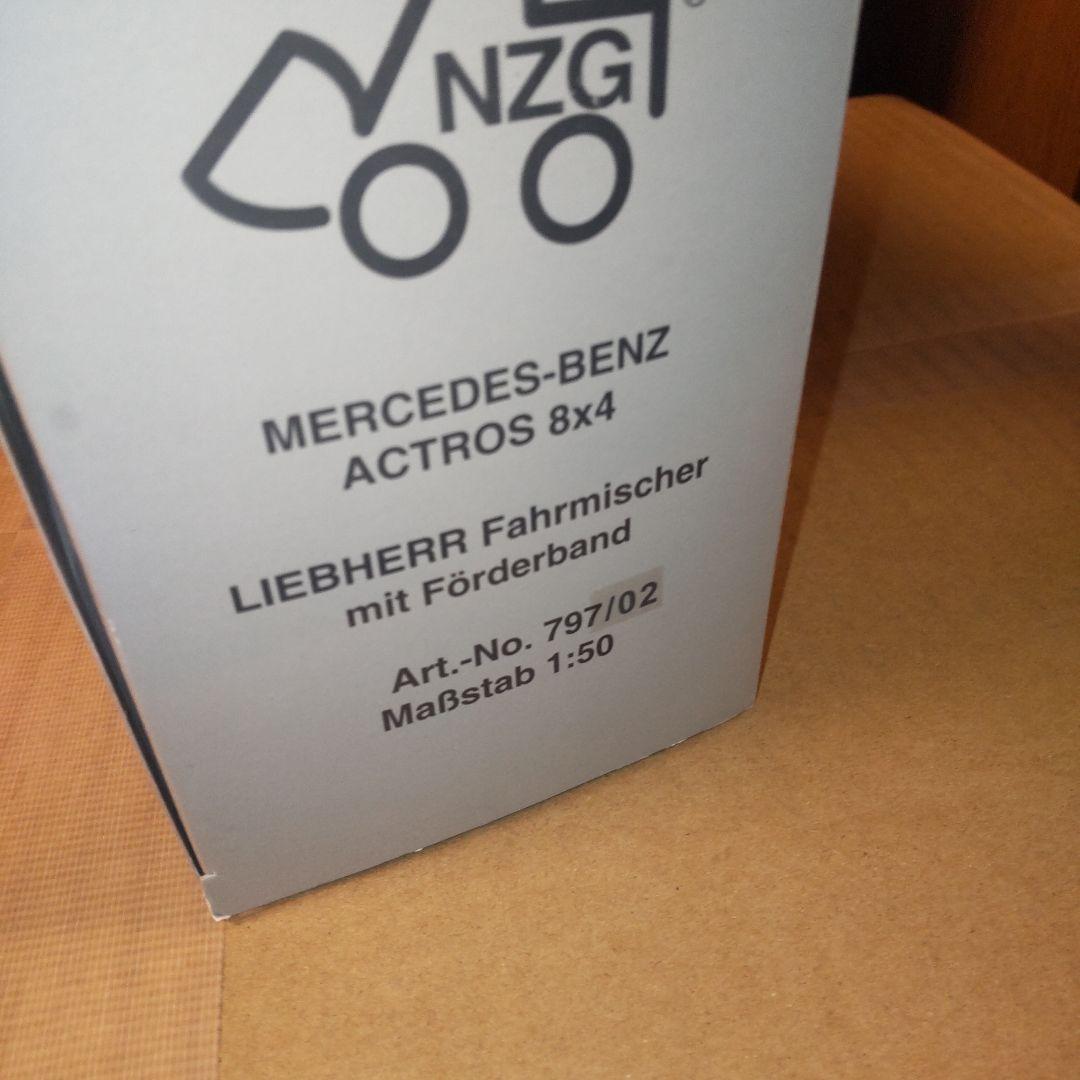 NZG
MERCEDES-BENZ
ACTROS 8x4
LIEBHERR Fahrmischer
mit Förderband
Art.-No. 797/02
Maßstab 1:50